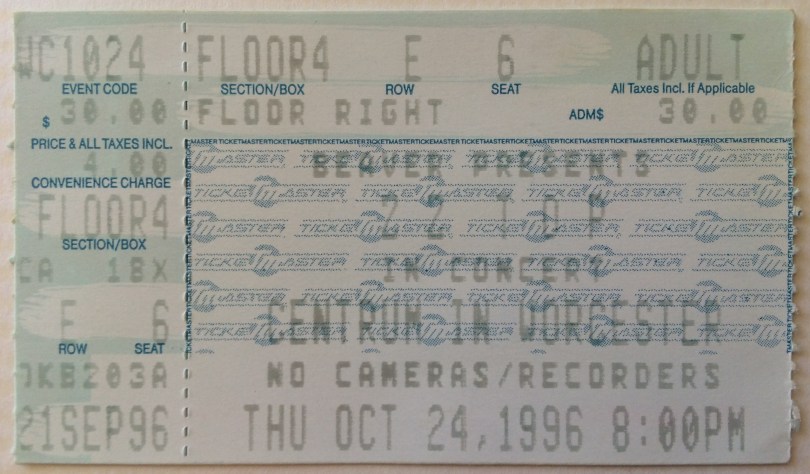 WC1024 FLOOR4 E 6 ADULT
EVENT CODE SECTION/BOX ROW SEAT All Taxes Incl. If Applicable
$ 30.00 FLOOR RIGHT ADM$ 30.00
PRICE & ALL TAXES INCL.
4.00 BEAVER PRESENTS
CONVENIENCE CHARGE
FLOOR4 ZZ TOP
SECTION/BOX
CA 18X IN CONCERT
E 6 CENTRUM IN WORCESTER
ROW SEAT
KB203A NO CAMERAS/RECORDERS
21SEP96 THU OCT 24,1996 8:00PM